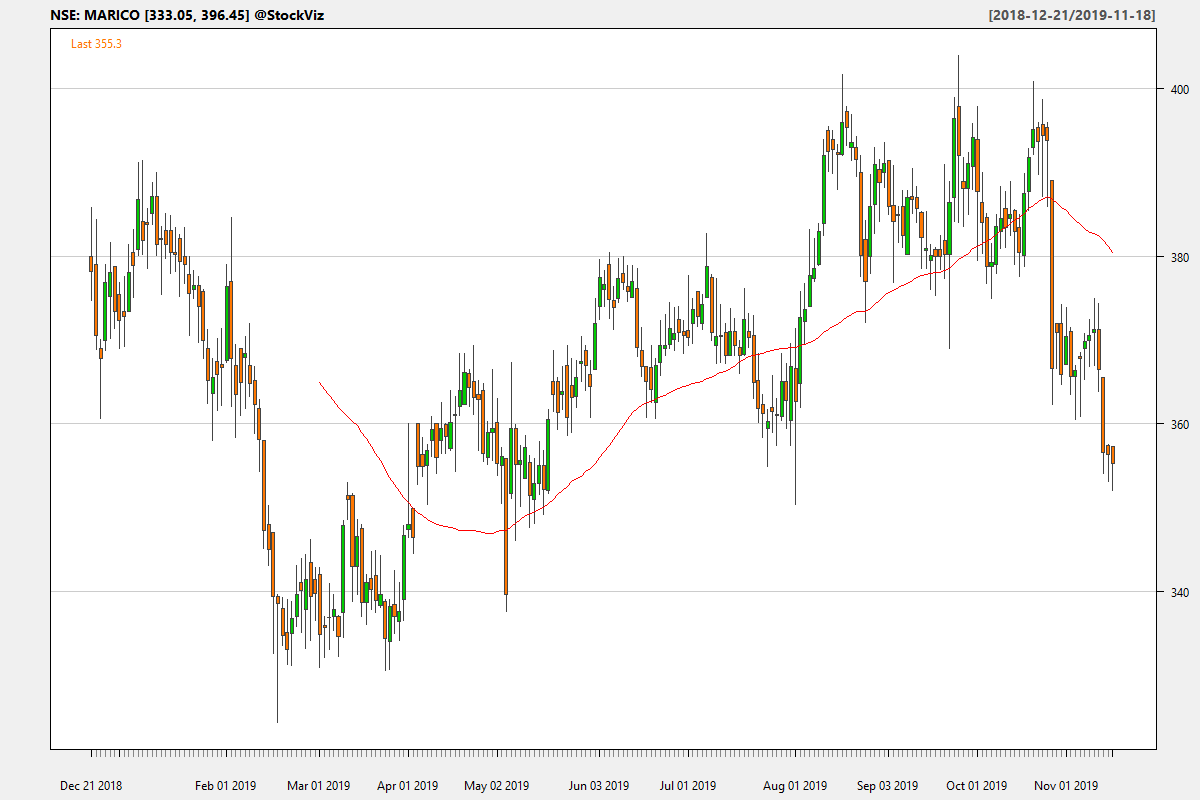 NSE: MARICO [333.05, 396.45] @StockViz
[2018-12-21/2019-11-18]
Last 355.3
400
380
360
340
Dec 21 2018
Feb 01 2019
Mar 01 2019
Apr 01 2019
May 02 2019
Jun 03 2019
Jul 01 2019
Aug 01 2019
Sep 03 2019
Oct 01 2019
Nov 01 2019